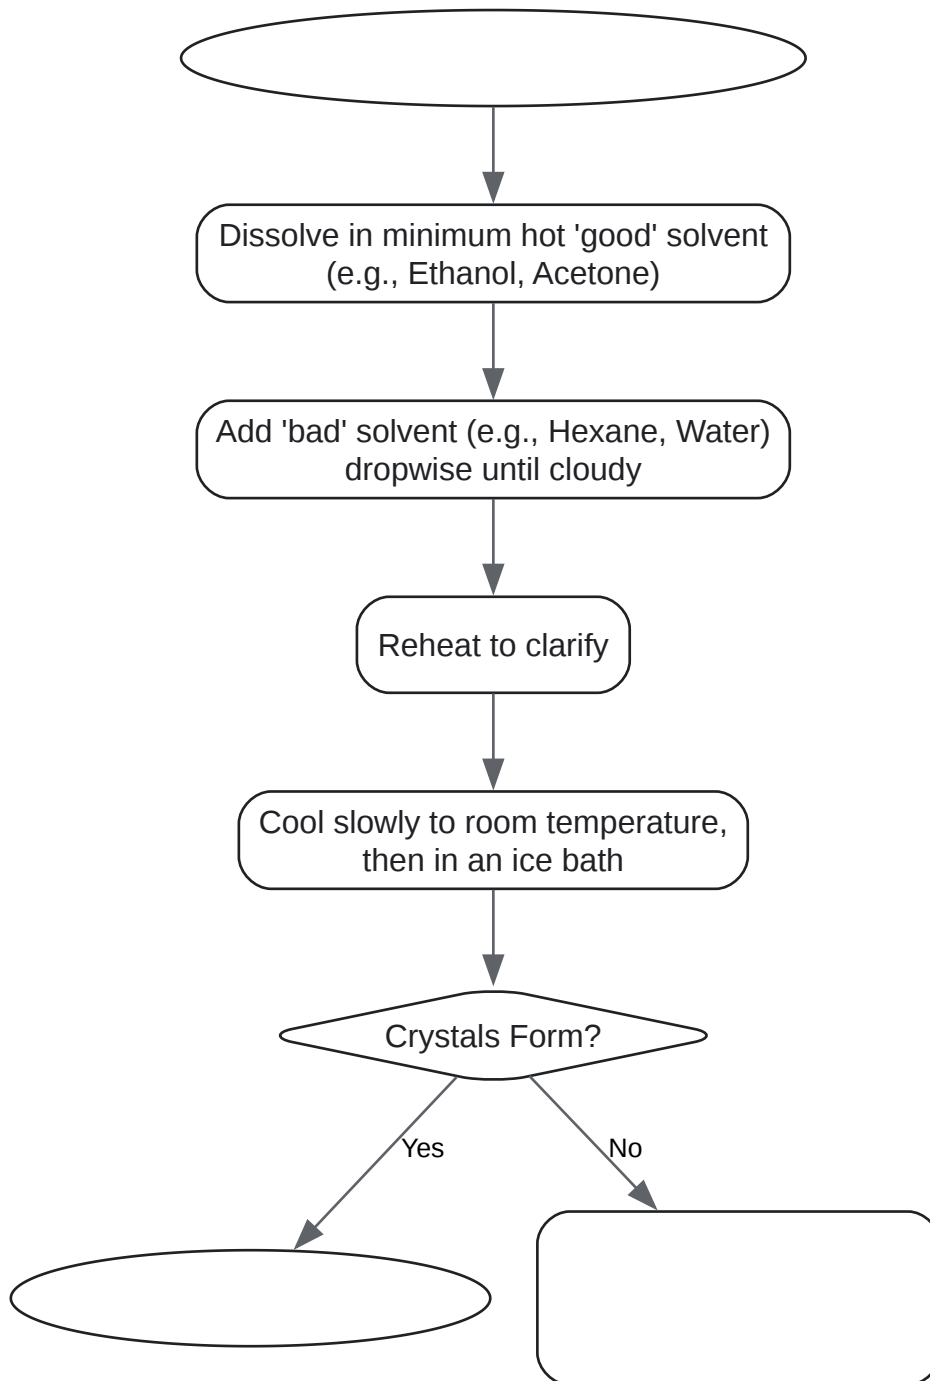 Dissolve in minimum hot 'good' solvent
(e.g., Ethanol, Acetone)
Add 'bad' solvent (e.g., Hexane, Water)
dropwise until cloudy
Reheat to clarify
Cool slowly to room temperature,
then in an ice bath
Crystals Form?
Yes
No